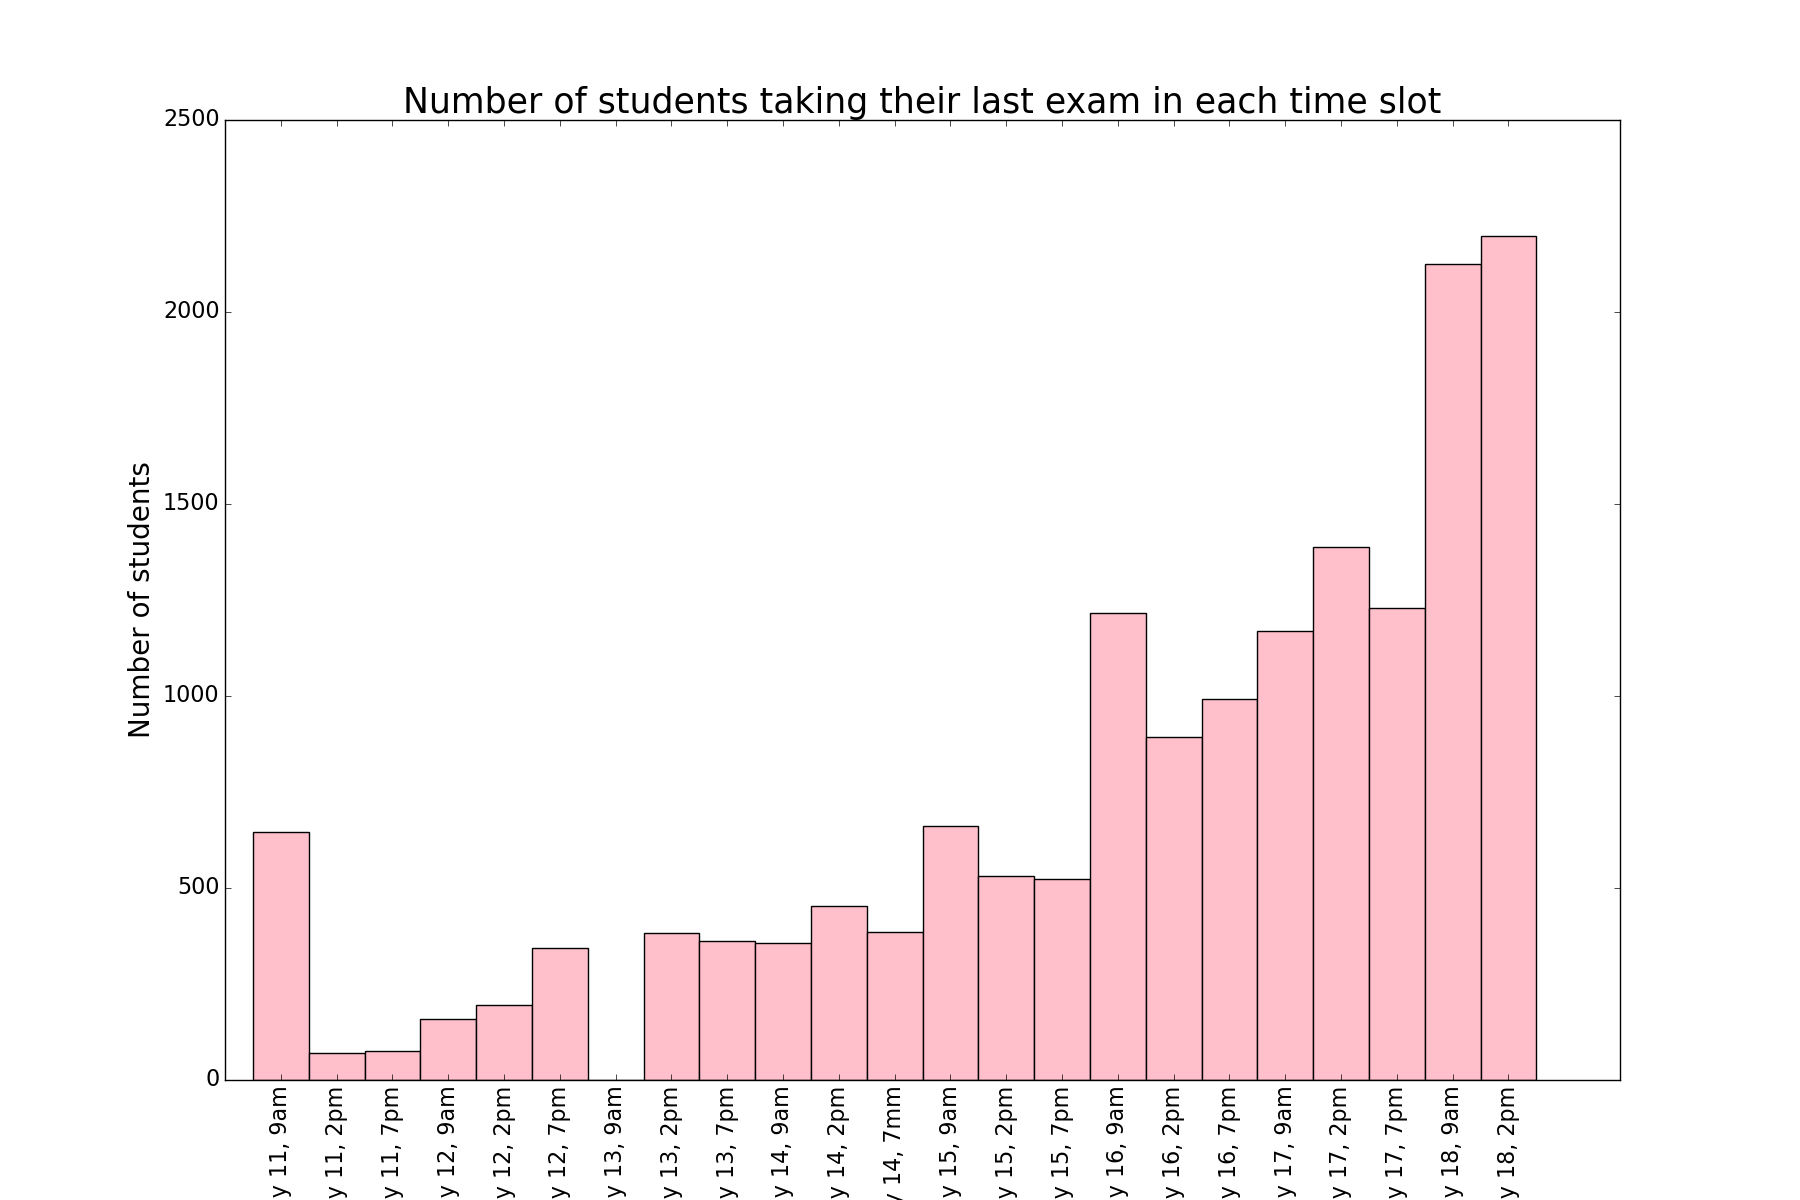 Number of students taking their last exam in each time slot
Number of students
2500
2000
1500
1000
500
0
y 11, 9am
y 11, 2pm
y 11, 7pm
y 12, 9am
y 12, 2pm
y 12, 7pm
y 13, 9am
y 13, 2pm
y 13, 7pm
y 14, 9am
y 14, 2pm
y 14, 7mm
y 15, 9am
y 15, 2pm
y 15, 7pm
y 16, 9am
y 16, 2pm
y 16, 7pm
y 17, 9am
y 17, 2pm
y 17, 7pm
y 18, 9am
y 18, 2pm